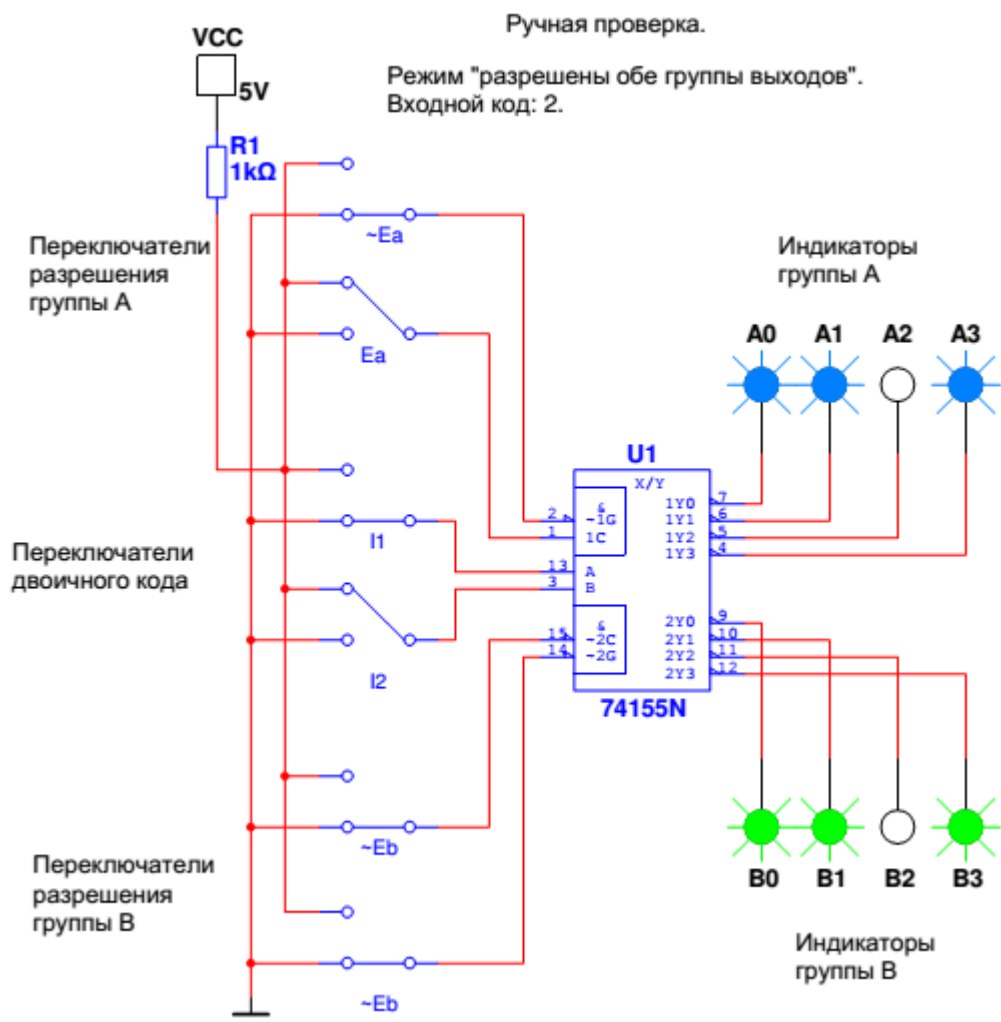 Ручная проверка.
Режим "разрешены обе группы выходов".
Входной код: 2.
VCC
5V
R1
1kΩ
Переключатели
разрешения
группы А
~Ea
Ea
Индикаторы
группы А
A0 A1 A2 A3
Переключатели
двоичного кода
I1
I2
U1
X/Y
&
2 ~1G
1 1C
13 A
3 B
&
15 ~2C
14 ~2G
1Y0 7
1Y1 6
1Y2 5
1Y3 4
2Y0 9
2Y1 10
2Y2 11
2Y3 12
74155N
Переключатели
разрешения
группы В
~Eb
~Eb
B0 B1 B2 B3
Индикаторы
группы В